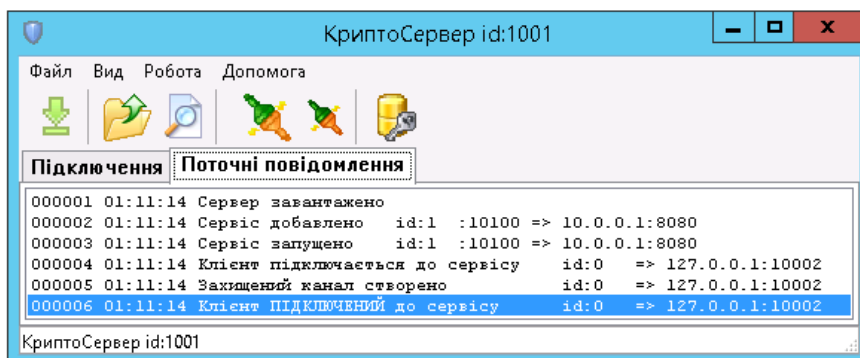 КриптоСервер id:1001
Файл Вид Робота Допомога
Підключення Поточні повідомлення
000001 01:11:14 Сервер завантажено
000002 01:11:14 Сервіс добавлено id:1 :10100 => 10.0.0.1:8080
000003 01:11:14 Сервіс запущено id:1 :10100 => 10.0.0.1:8080
000004 01:11:14 Клієнт підключається до сервісу id:0 => 127.0.0.1:10002
000005 01:11:14 Захищений канал створено id:0 => 127.0.0.1:10002
000006 01:11:14 Клієнт ПІДКЛЮЧЕНИЙ до сервісу id:0 => 127.0.0.1:10002
КриптоСервер id:1001